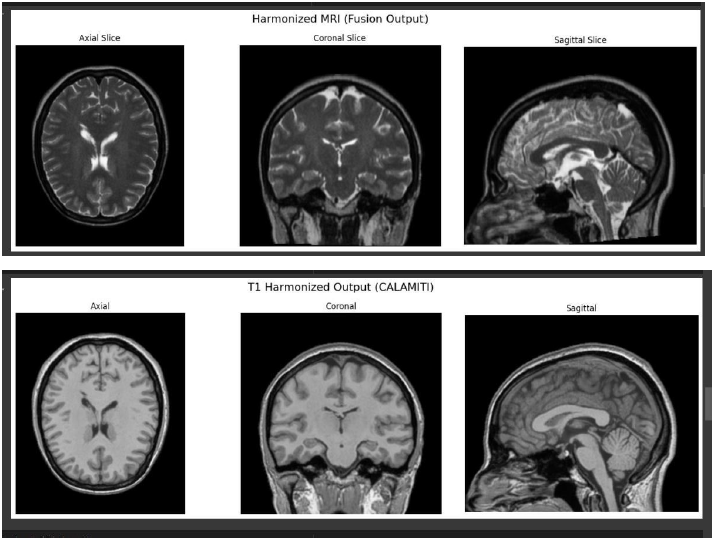 Harmonized MRI (Fusion Output)
Axial Slice
Coronal Slice
Sagittal Slice
T1 Harmonized Output (CALAMITI)
Axial
Coronal
Sagittal